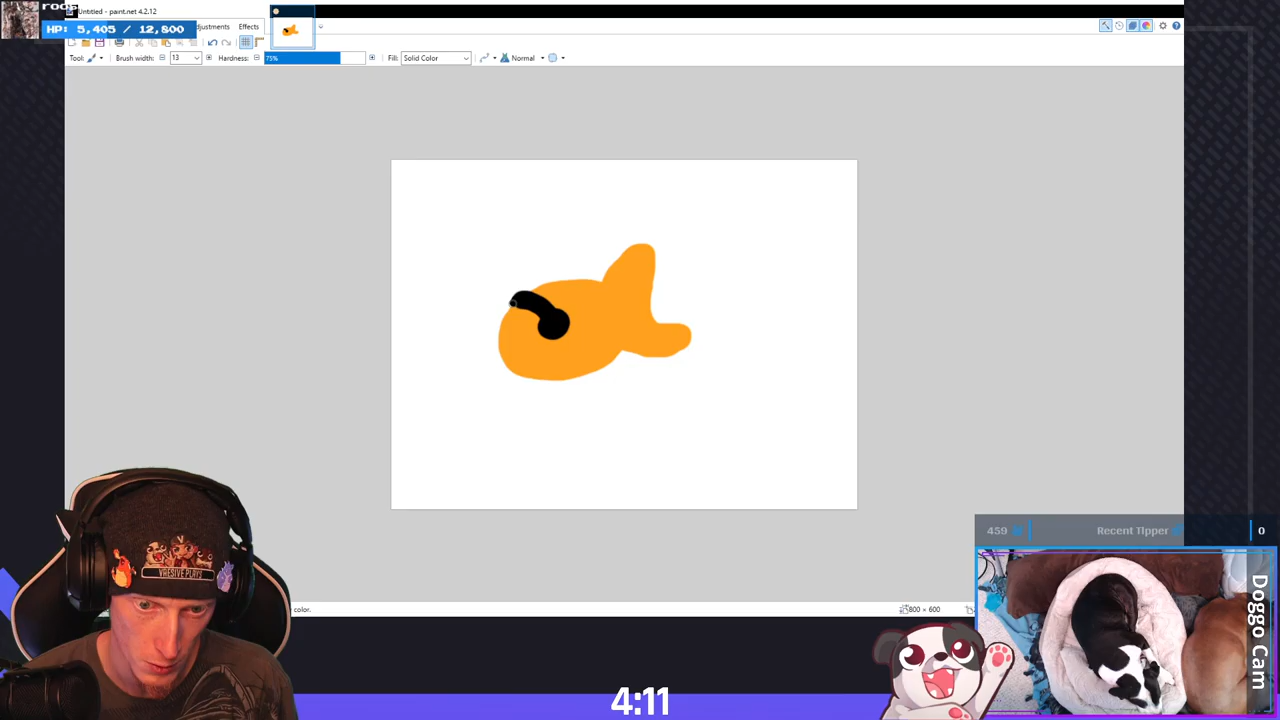 Untitled - paint.net 4.2.12
HP: 5,405 / 12,800
Effects
Tool:
Brush width:
13
Hardness:
75%
Fill:
Solid Color
Normal
color.
800 × 600
459
Recent Tipper
0
Doggo Cam
4:11